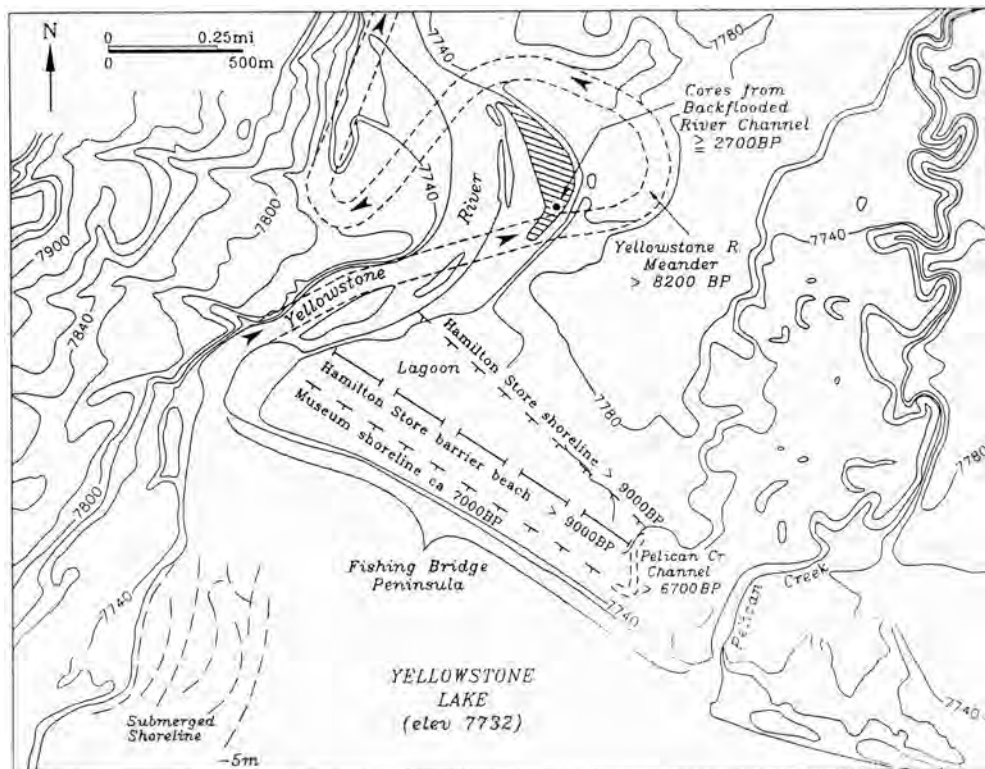 N
0 0.25mi
0 500m
7740
7780
Cores from
Backflooded
River Channel
≧ 2700BP
7740
7800
7900
River
7740
Yellowstone R.
Meander
> 8200 BP
Yellowstone
7840
Hamilton Store shoreline > 9000BP
Lagoon
7780
Hamilton Store barrier beach > 9000BP
Museum shoreline ca 7000BP
7780
7800
Pelican Cr
Channel
> 6700BP
Fishing Bridge
Peninsula
7740
Pelican Creek
7740
YELLOWSTONE
LAKE
(elev 7732)
Submerged
Shoreline
-5m
7740